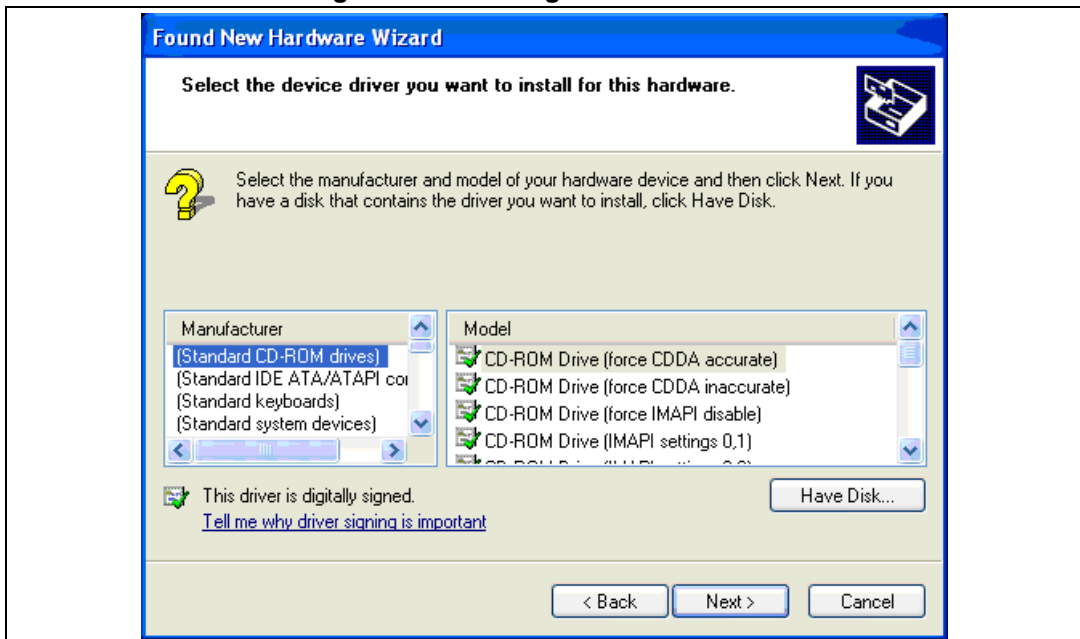 Found New Hardware Wizard
Select the device driver you want to install for this hardware.
Select the manufacturer and model of your hardware device and then click Next. If you
have a disk that contains the driver you want to install, click Have Disk.
Manufacturer
(Standard CD-ROM drives)
(Standard IDE ATA/ATAPI co
(Standard keyboards)
(Standard system devices)
Model
CD-ROM Drive (force CDDA accurate)
CD-ROM Drive (force CDDA inaccurate)
CD-ROM Drive (force IMAPI disable)
CD-ROM Drive (IMAPI settings 0,1)
This driver is digitally signed.
Tell me why driver signing is important
Have Disk...
< Back
Next >
Cancel